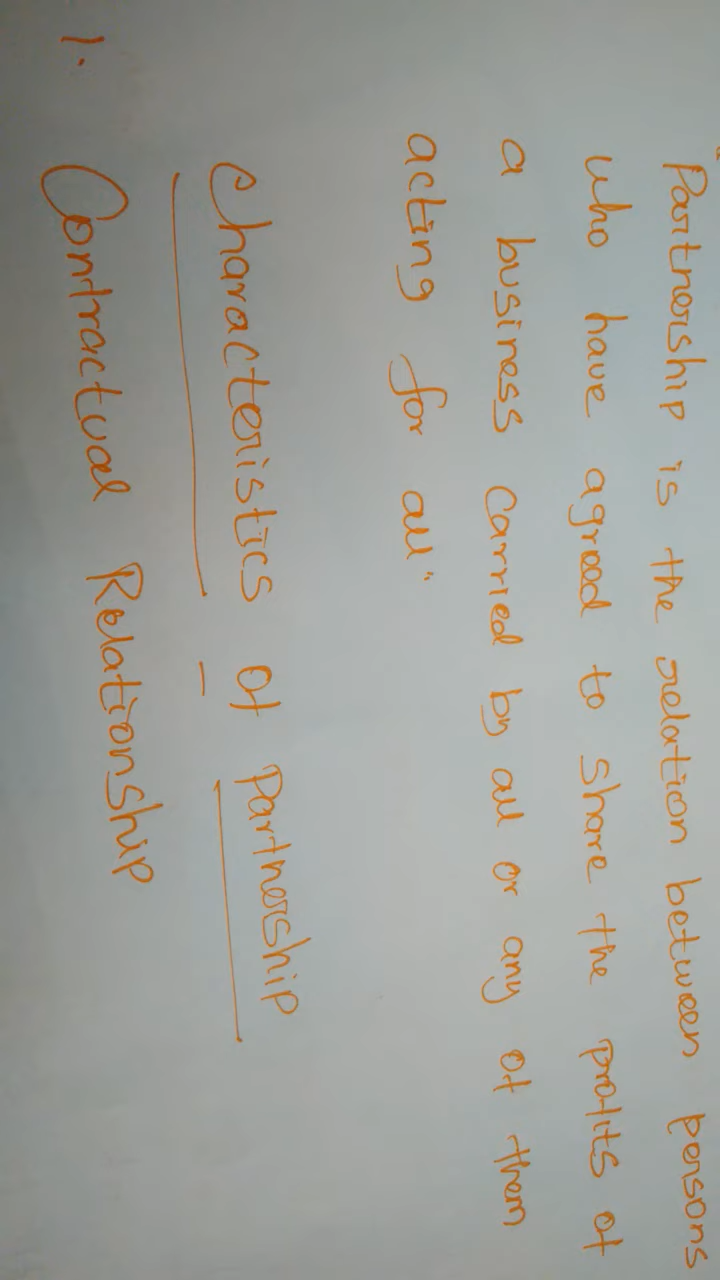 Partnership is the relation between persons
who have agreed to share the profits of
a business carried by all or any of them
acting for all"
Characteristics of Partnership
1. Contractual Relationship